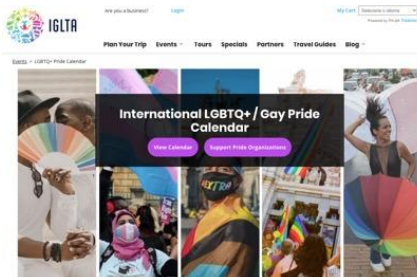 IGLTA
Are you a business?
Login
My Cart
Plan Your Trip
Events
Tours
Specials
Partners
Travel Guides
Blog
Events > LGBTQ+ Pride Calendar
International LGBTQ+ / Gay Pride
Calendar
View Calendar
Support Pride Organizations